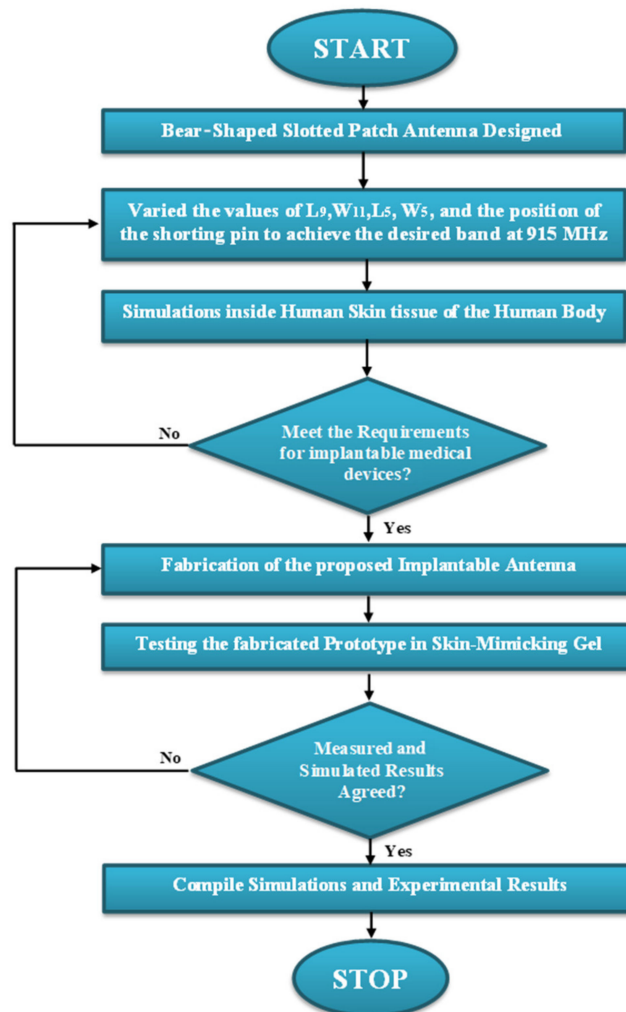 START
Bear-Shaped Slotted Patch Antenna Designed
Varied the values of L₉,W₁₁,L₅, W₅, and the position of
the shorting pin to achieve the desired band at 915 MHz
Simulations inside Human Skin tissue of the Human Body
Meet the Requirements
for implantable medical
devices?
No
Yes
Fabrication of the proposed Implantable Antenna
Testing the fabricated Prototype in Skin-Mimicking Gel
Measured and
Simulated Results
Agreed?
No
Yes
Compile Simulations and Experimental Results
STOP